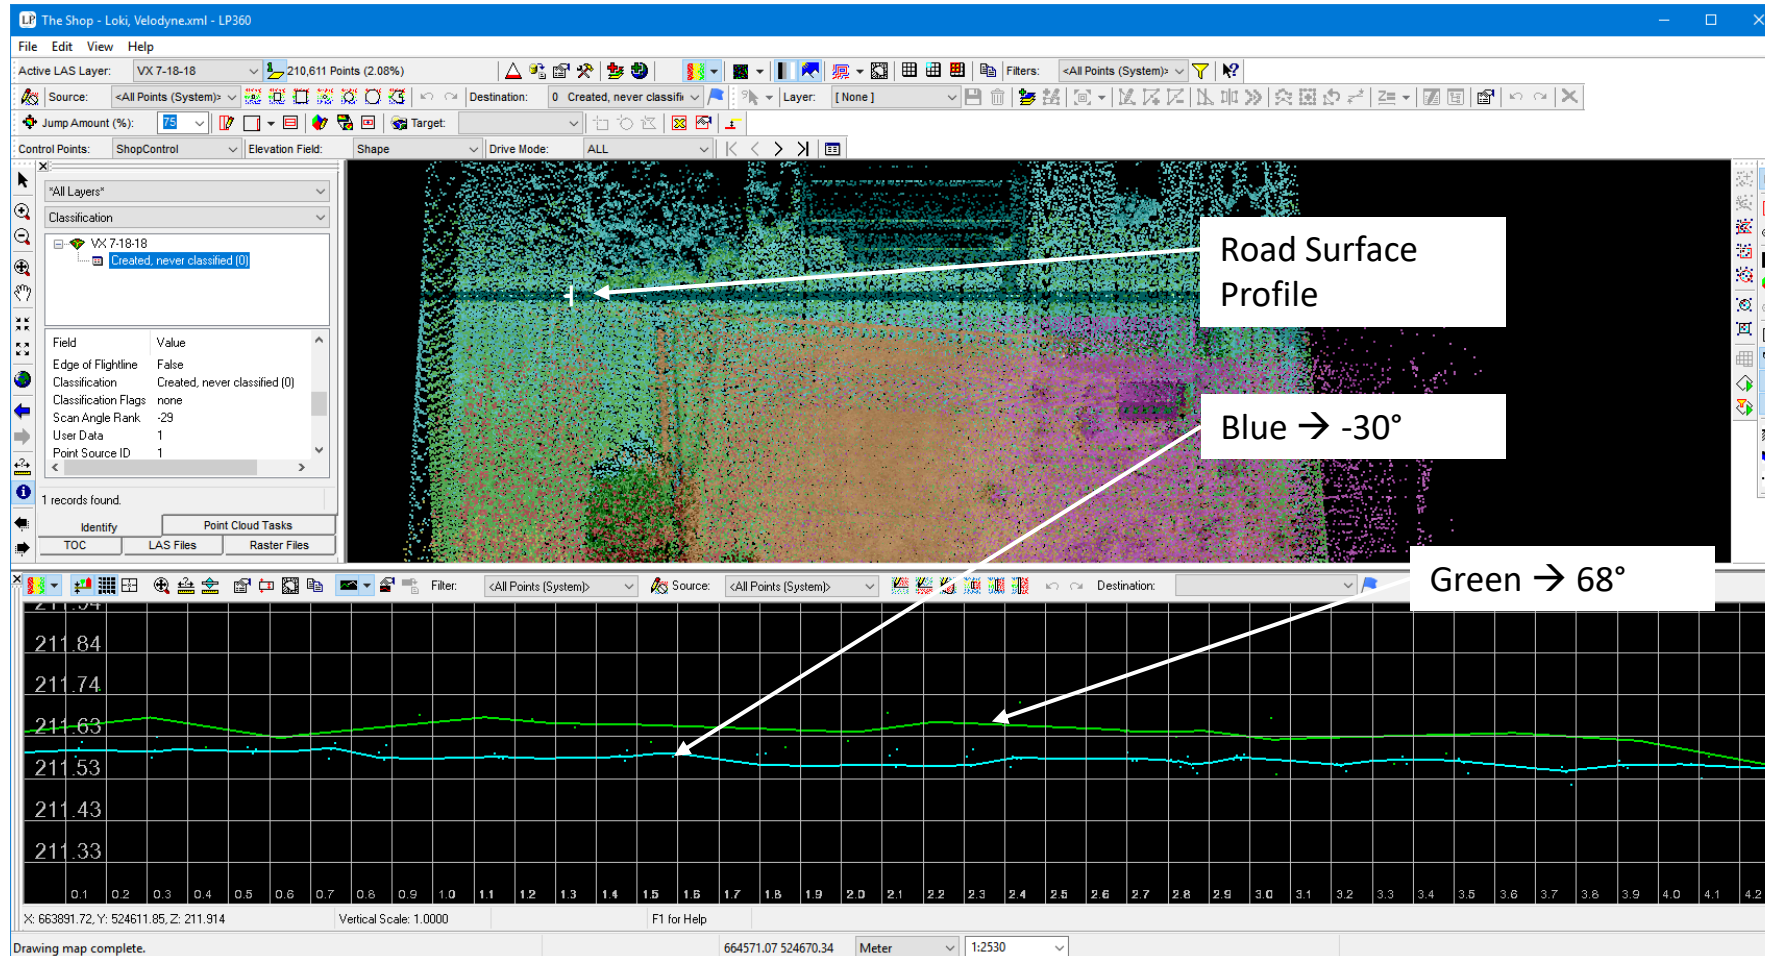 The Shop - Loki, Velodyne.xml - LP360
File Edit View Help
Active LAS Layer: VX 7-18-18 210,611 Points (2.08%) Filters: <All Points (System)>
Source: <All Points (System)> Destination: 0 Created, never classifi Layer: [None]
Jump Amount (%): 75 Target:
Control Points: ShopControl Elevation Field: Shape Drive Mode: ALL
*All Layers*
Classification
VX 7-18-18
Created, never classified (0)
Field Value
Edge of Flightline False
Classification Created, never classified (0)
Classification Flags none
Scan Angle Rank -29
User Data 1
Point Source ID 1
1 records found.
Identify Point Cloud Tasks
TOC LAS Files Raster Files
Road Surface
Profile
Blue → -30°
Green → 68°
Filter: <All Points (System)> Source: <All Points (System)> Destination:
211.94
211.84
211.74
211.63
211.53
211.43
211.33
0.1 0.2 0.3 0.4 0.5 0.6 0.7 0.8 0.9 1.0 1.1 1.2 1.3 1.4 1.5 1.6 1.7 1.8 1.9 2.0 2.1 2.2 2.3 2.4 2.5 2.6 2.7 2.8 2.9 3.0 3.1 3.2 3.3 3.4 3.5 3.6 3.7 3.8 3.9 4.0 4.1 4.2
X: 663891.72, Y: 524611.85, Z: 211.914 Vertical Scale: 1.0000 F1 for Help
Drawing map complete. 664571.07 524670.34 Meter 1:2530